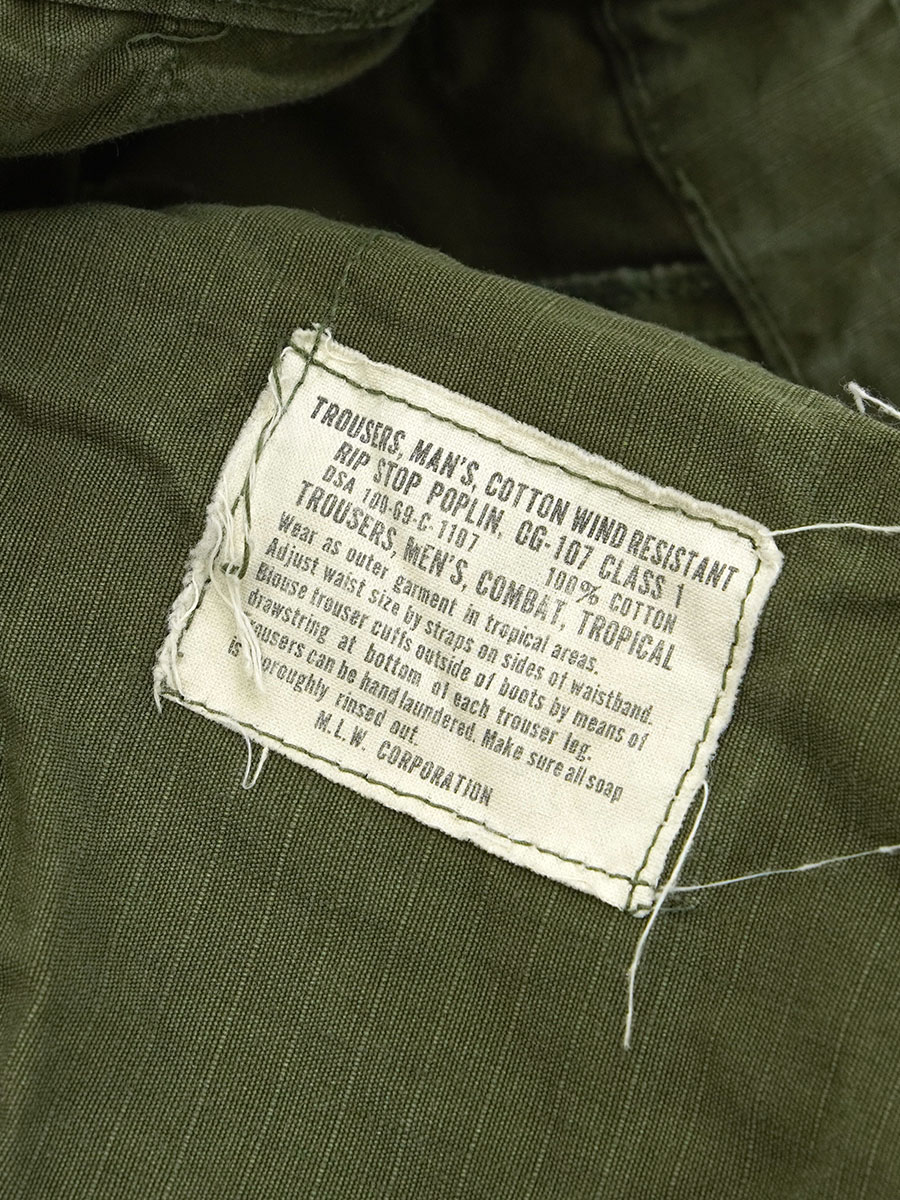 TROUSERS, MAN'S, COTTON WIND RESISTANT
RIP STOP POPLIN, OG-107 CLASS 1
DSA 100-69-C-1107 100% COTTON
TROUSERS, MEN'S, COMBAT, TROPICAL
Wear as outer garment in tropical areas.
Adjust waist size by straps on sides of waistband.
Blouse trouser cuffs outside of boots by means of
drawstring at bottom of each trouser leg.
Trousers can be hand laundered. Make sure all soap
is thoroughly rinsed out.
M.L.W. CORPORATION